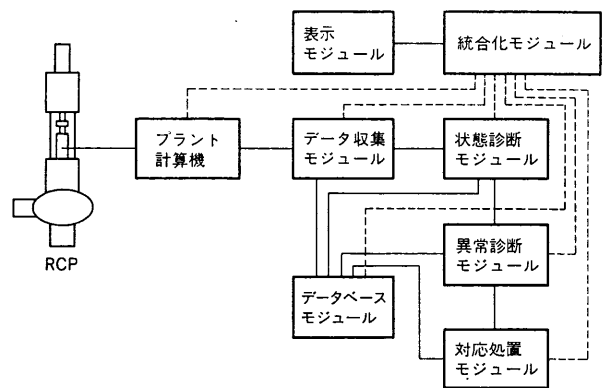 表示
モジュール
統合化モジュール
プラント
計算機
データ収集
モジュール
状態診断
モジュール
RCP
異常診断
モジュール
データベース
モジュール
対応処置
モジュール